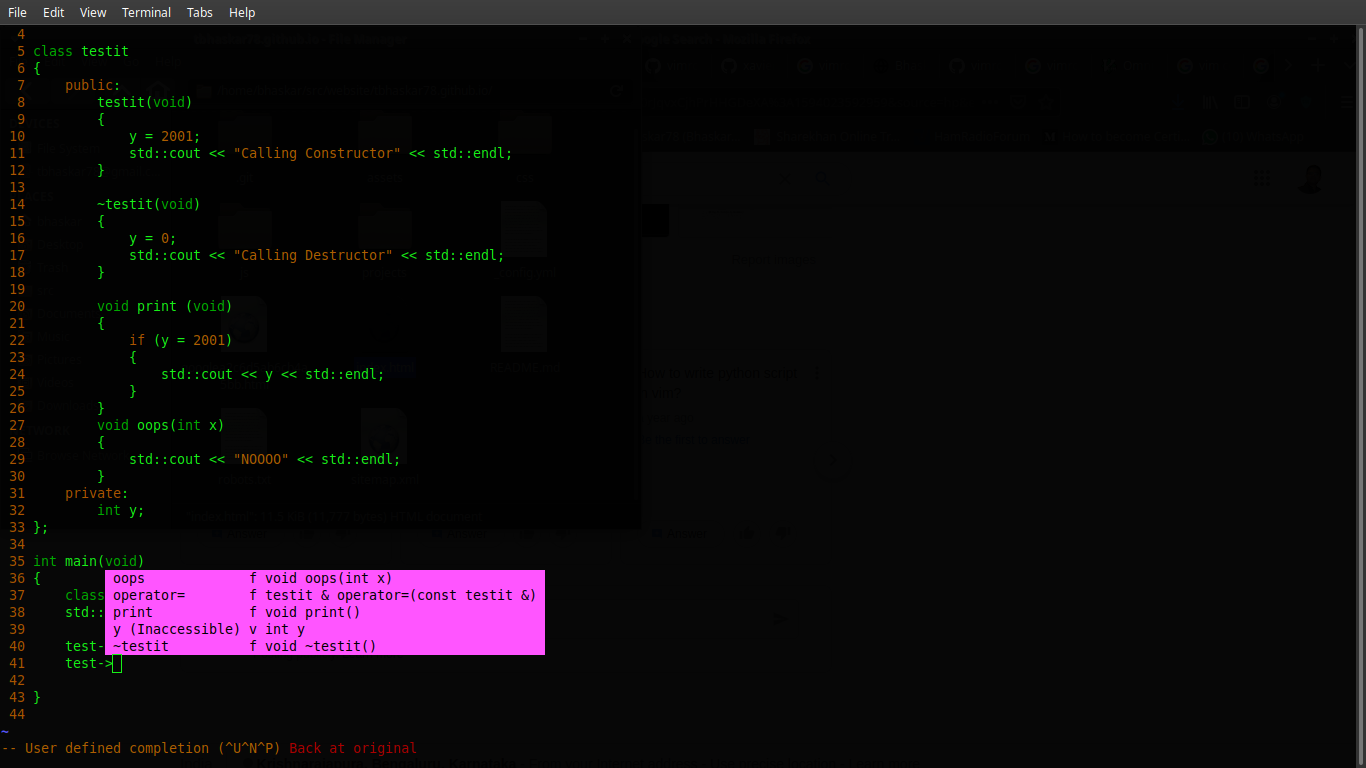 File Edit View Terminal Tabs Help
4
5 class testit
6 {
7     public:
8         testit(void)
9         {
10             y = 2001;
11             std::cout << "Calling Constructor" << std::endl;
12         }
13
14         ~testit(void)
15         {
16             y = 0;
17             std::cout << "Calling Destructor" << std::endl;
18         }
19
20         void print (void)
21         {
22             if (y = 2001)
23             {
24                 std::cout << y << std::endl;
25             }
26         }
27         void oops(int x)
28         {
29             std::cout << "NOOOO" << std::endl;
30         }
31     private:
32         int y;
33 };
34
35 int main(void)
36 {         oops             f void oops(int x)
37     class operator=        f testit & operator=(const testit &)
38     std:: print            f void print()
39           y (Inaccessible) v int y
40     test- ~testit          f void ~testit()
41     test->
42
43 }
44
~
-- User defined completion (^U^N^P) Back at original